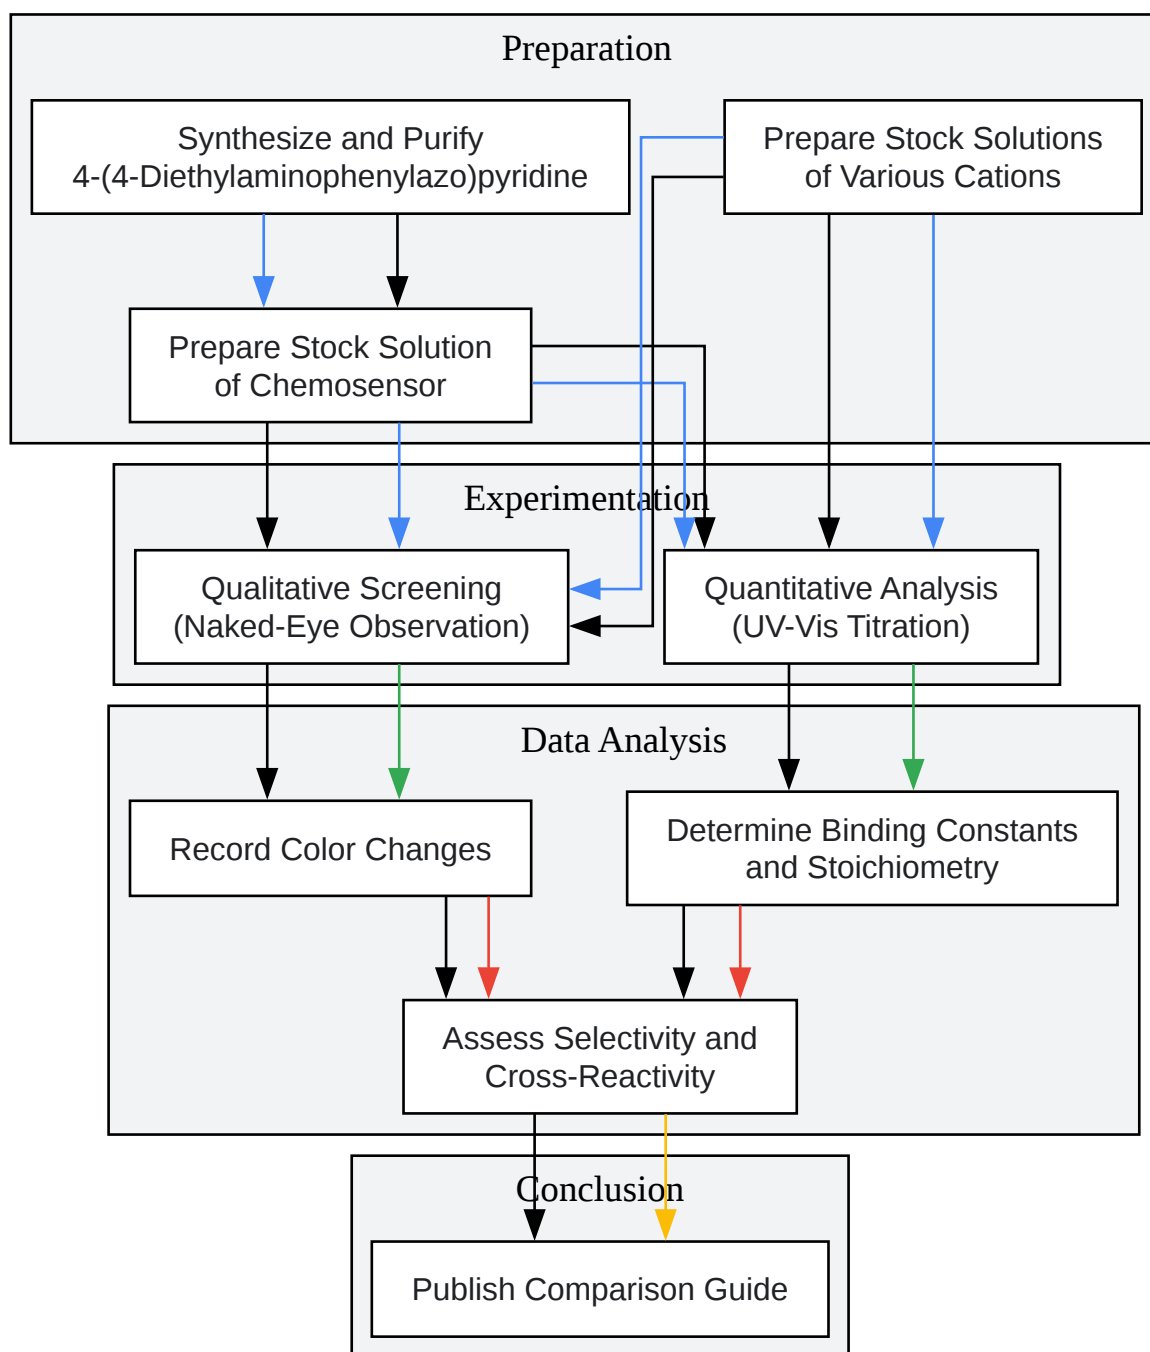 Preparation
Synthesize and Purify
4-(4-Diethylaminophenylazo)pyridine
Prepare Stock Solutions
of Various Cations
Prepare Stock Solution
of Chemosensor
Experimentation
Qualitative Screening
(Naked-Eye Observation)
Quantitative Analysis
(UV-Vis Titration)
Data Analysis
Record Color Changes
Determine Binding Constants
and Stoichiometry
Assess Selectivity and
Cross-Reactivity
Conclusion
Publish Comparison Guide